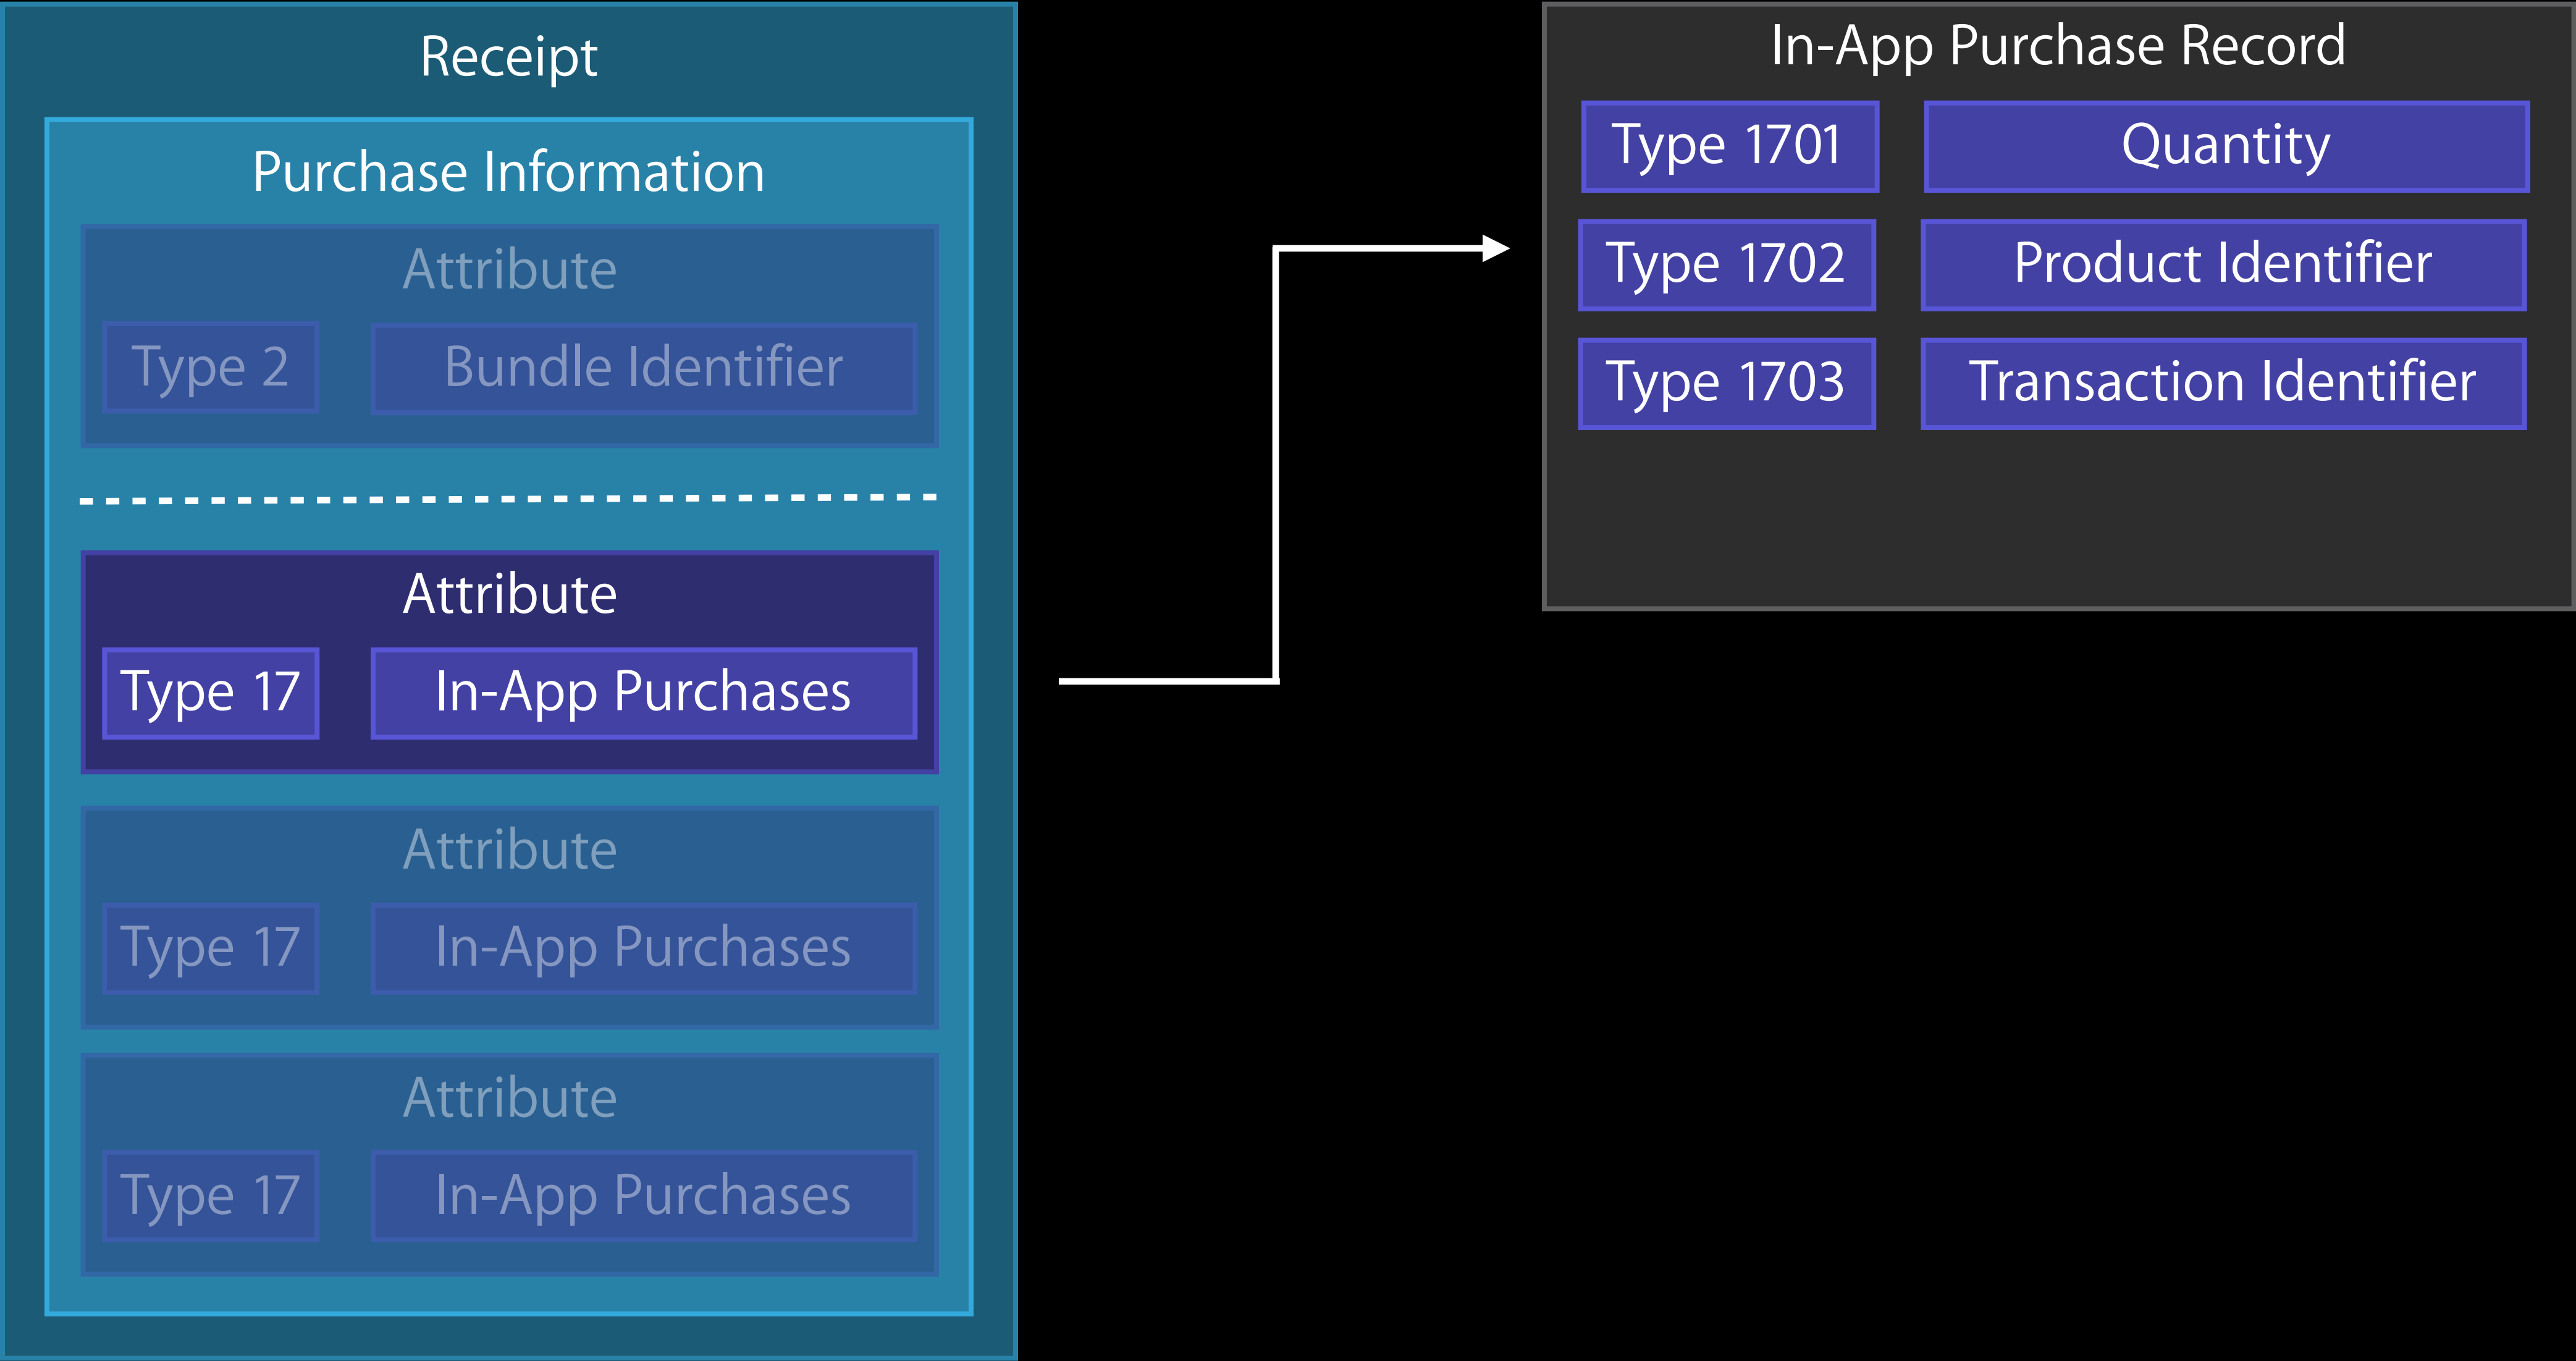 Receipt
Purchase Information
Attribute
Type 2
Bundle Identifier
Attribute
Type 17
In-App Purchases
Attribute
Type 17
In-App Purchases
Attribute
Type 17
In-App Purchases
In-App Purchase Record
Type 1701
Quantity
Type 1702
Product Identifier
Type 1703
Transaction Identifier